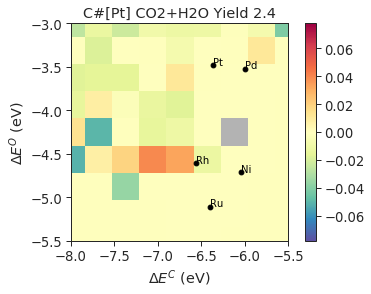 C#[Pt] CO2+H2O Yield 2.4
−3.0
−3.5
−4.0
−4.5
−5.0
−5.5
ΔE^O (eV)
Pt
Pd
Rh
Ni
Ru
−8.0 −7.5 −7.0 −6.5 −6.0 −5.5
ΔE^C (eV)
0.06
0.04
0.02
0.00
−0.02
−0.04
−0.06